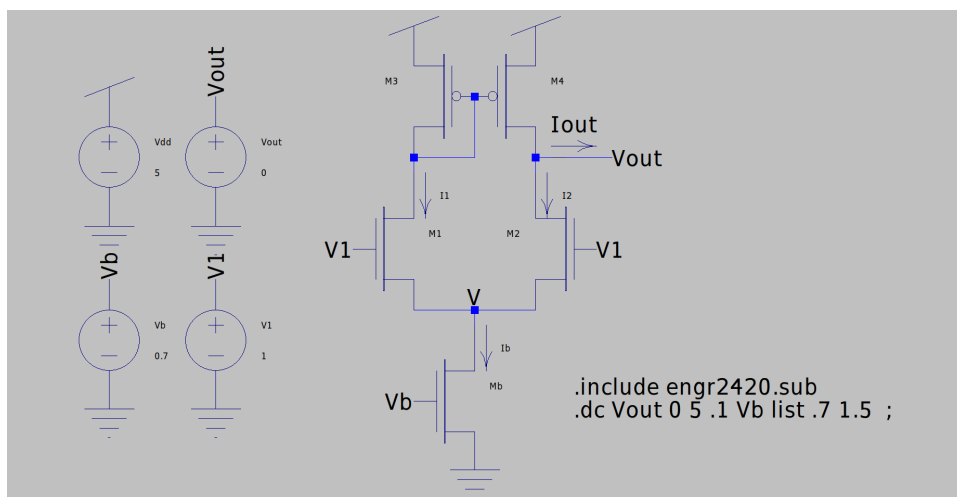 Vout
Vdd
5
Vout
0
Vb
V1
Vb
0.7
V1
1
M3
M4
Iout
Vout
I1
I2
V1
M1
M2
V1
V
Ib
Mb
Vb
.include engr2420.sub
.dc Vout 0 5 .1 Vb list .7 1.5 ;